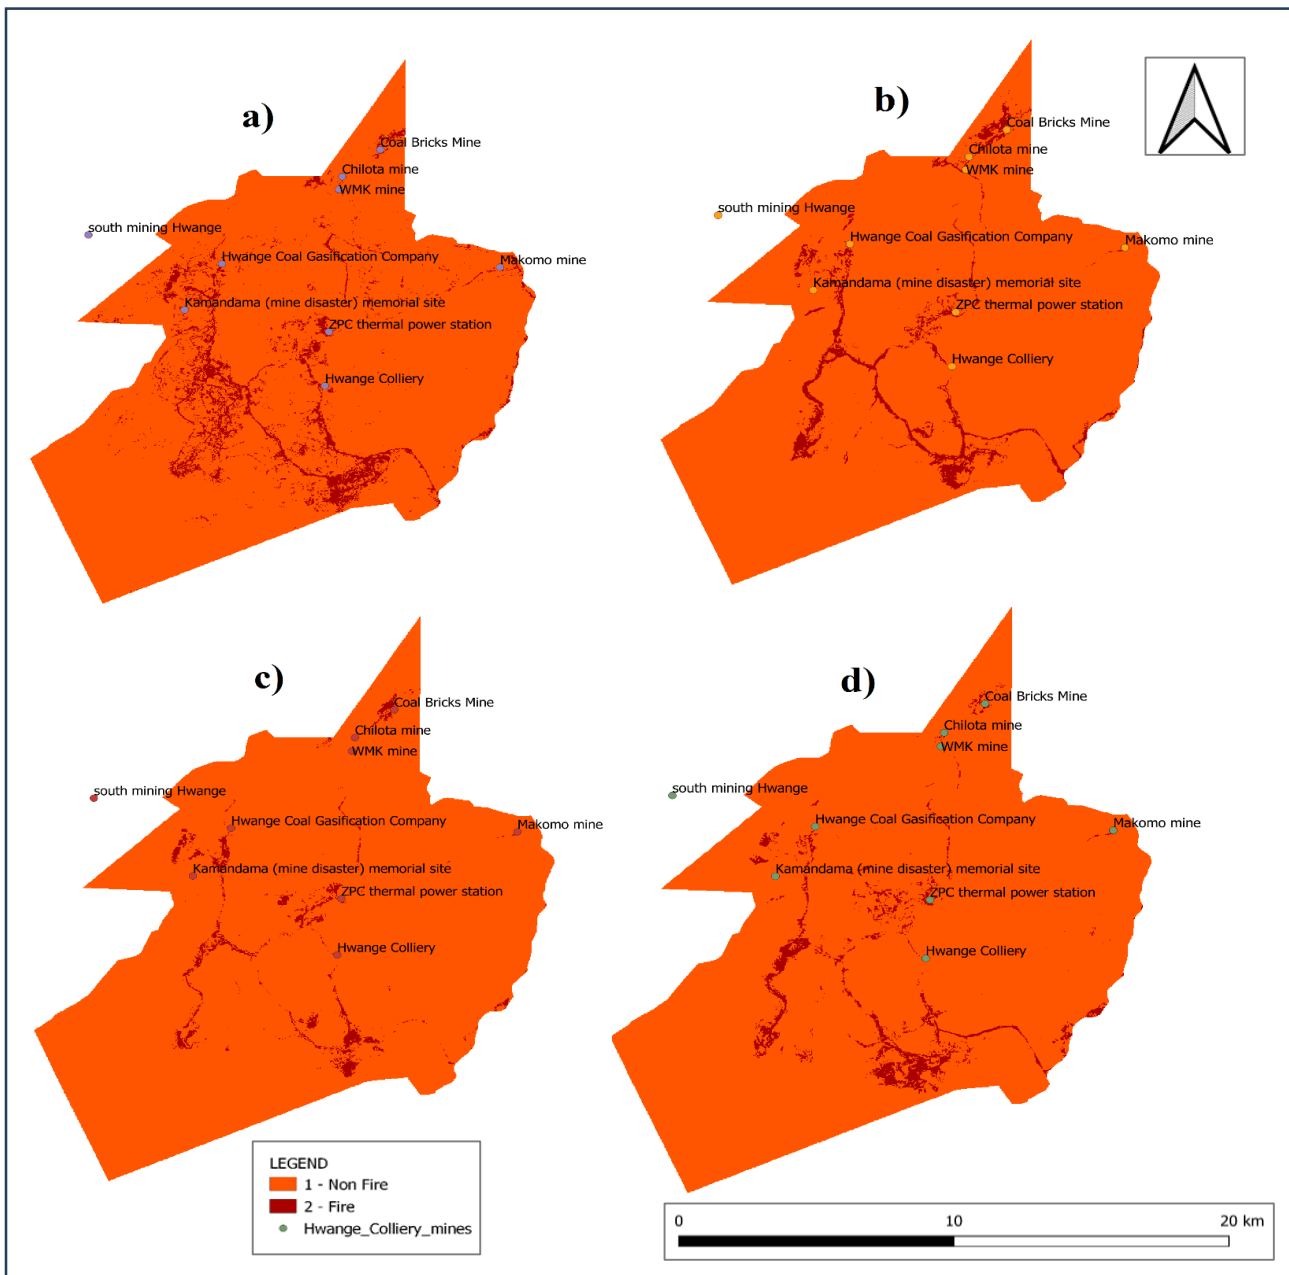 a)
Coal Bricks Mine
Chilota mine
WMK mine
south mining Hwange
Hwange Coal Gasification Company
Makomo mine
Kamandama (mine disaster) memorial site
ZPC thermal power station
Hwange Colliery
b)
Coal Bricks Mine
Chilota mine
WMK mine
south mining Hwange
Hwange Coal Gasification Company
Makomo mine
Kamandama (mine disaster) memorial site
ZPC thermal power station
Hwange Colliery
c)
Coal Bricks Mine
Chilota mine
WMK mine
south mining Hwange
Hwange Coal Gasification Company
Makomo mine
Kamandama (mine disaster) memorial site
ZPC thermal power station
Hwange Colliery
d)
Coal Bricks Mine
Chilota mine
WMK mine
south mining Hwange
Hwange Coal Gasification Company
Makomo mine
Kamandama (mine disaster) memorial site
ZPC thermal power station
Hwange Colliery
LEGEND
1 - Non Fire
2 - Fire
Hwange_Colliery_mines
0 10 20 km